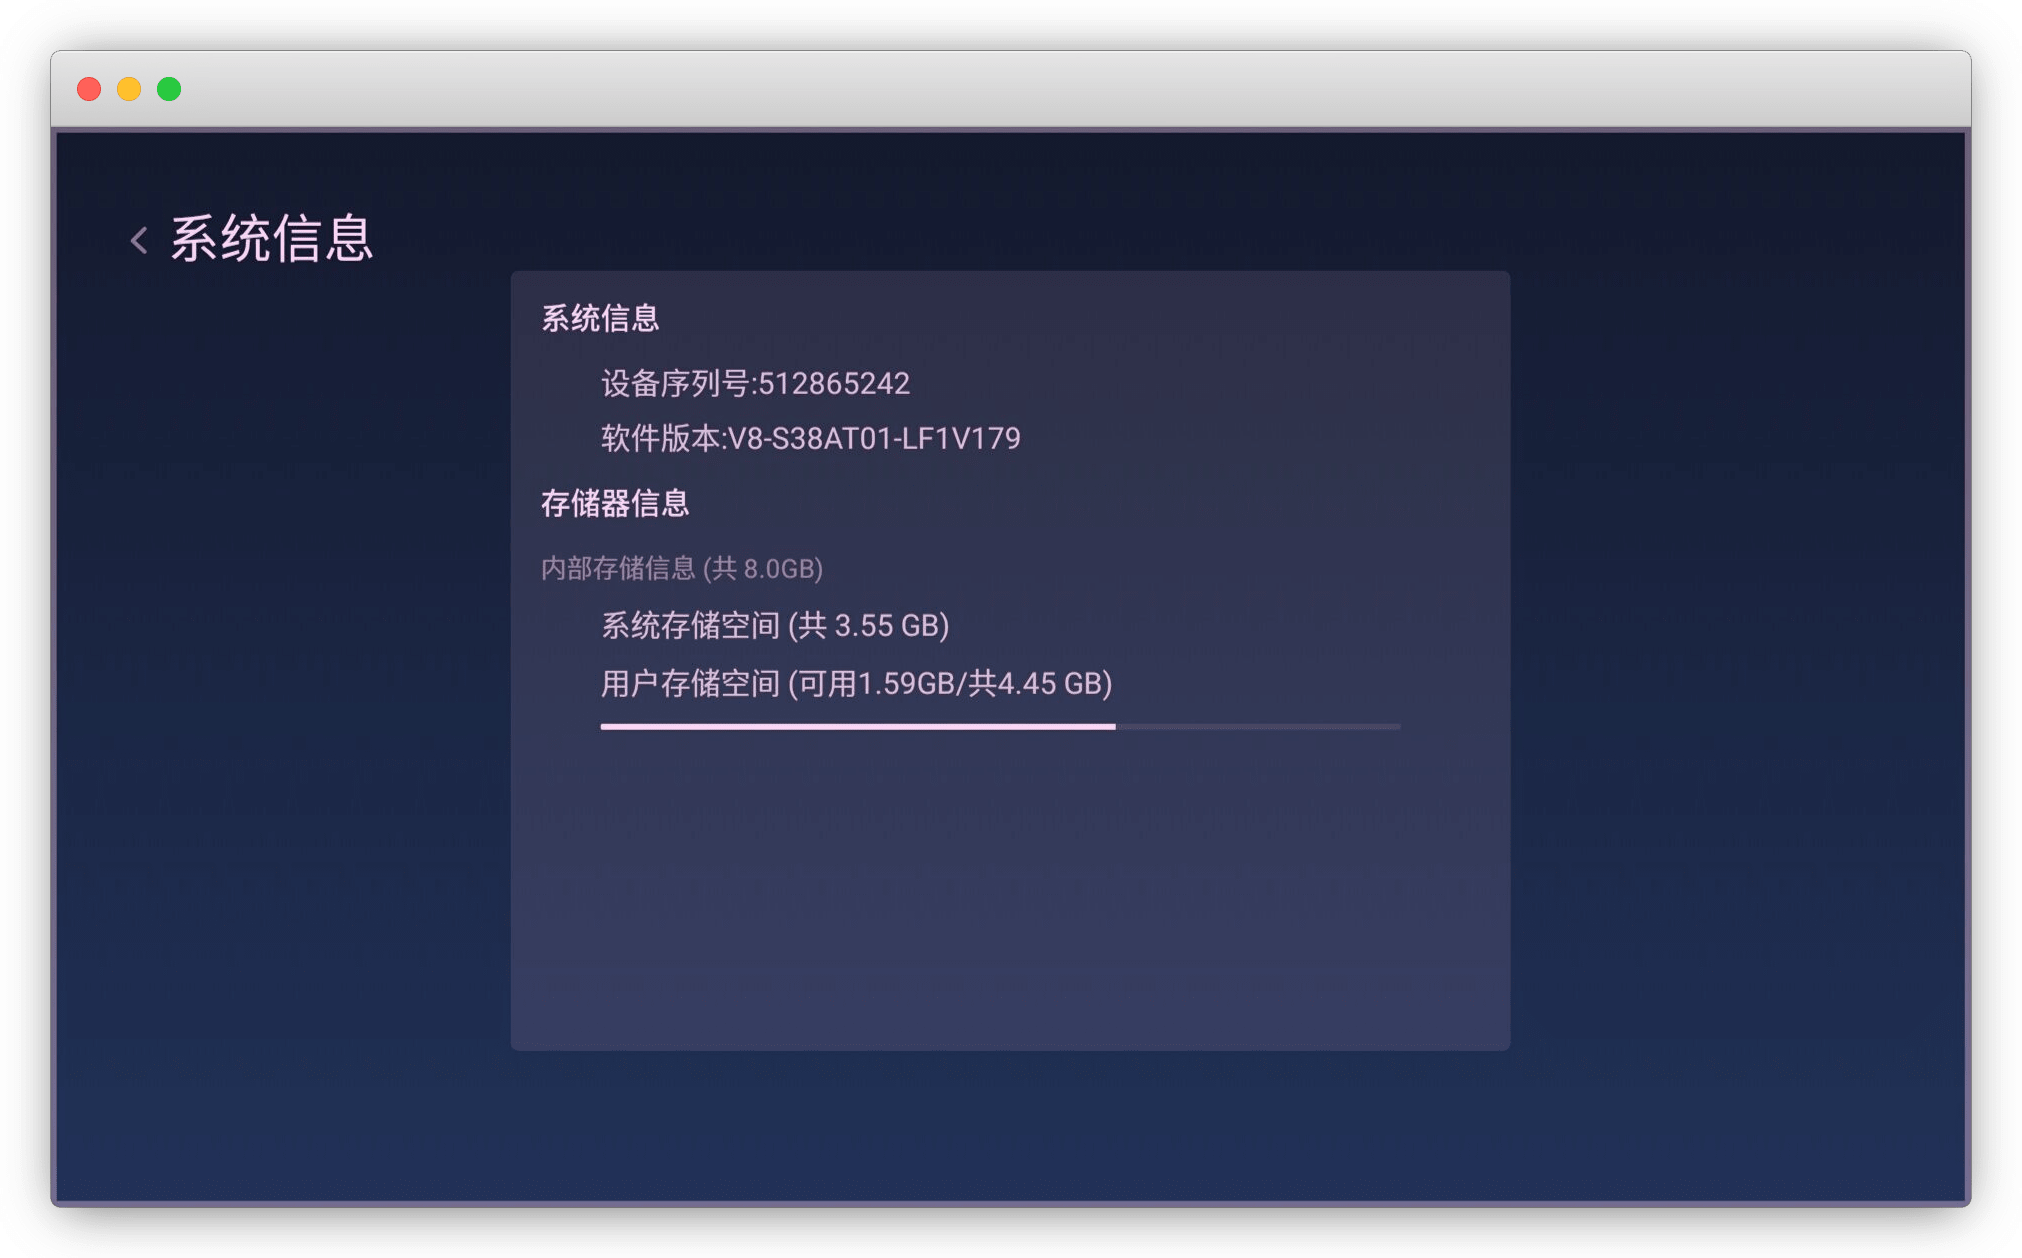 系统信息
系统信息
设备序列号:512865242
软件版本:V8-S38AT01-LF1V179
存储器信息
内部存储信息 (共 8.0GB)
系统存储空间 (共 3.55 GB)
用户存储空间 (可用1.59GB/共4.45 GB)